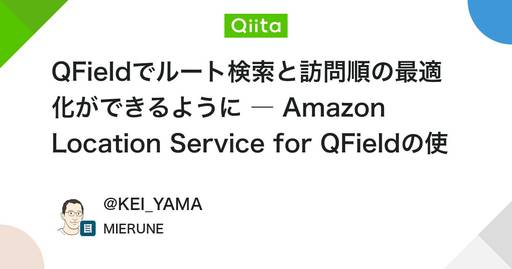 Qiita
QFieldでルート検索と訪問順の最適
化ができるように ― Amazon
Location Service for QFieldの使
@KEI_YAMA
MIERUNE